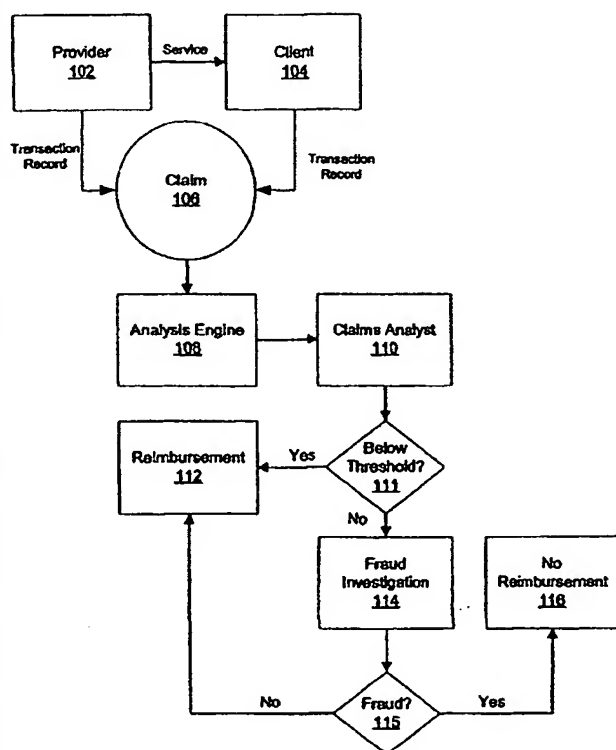 Service
Provider
102
Client
104
Transaction
Record
Transaction
Record
Claim
106
Analysis Engine
108
Claims Analyst
110
Reimbursement
112
Yes
Below
Threshold?
111
No
Fraud
Investigation
114
No
Reimbursement
116
No
Fraud?
115
Yes